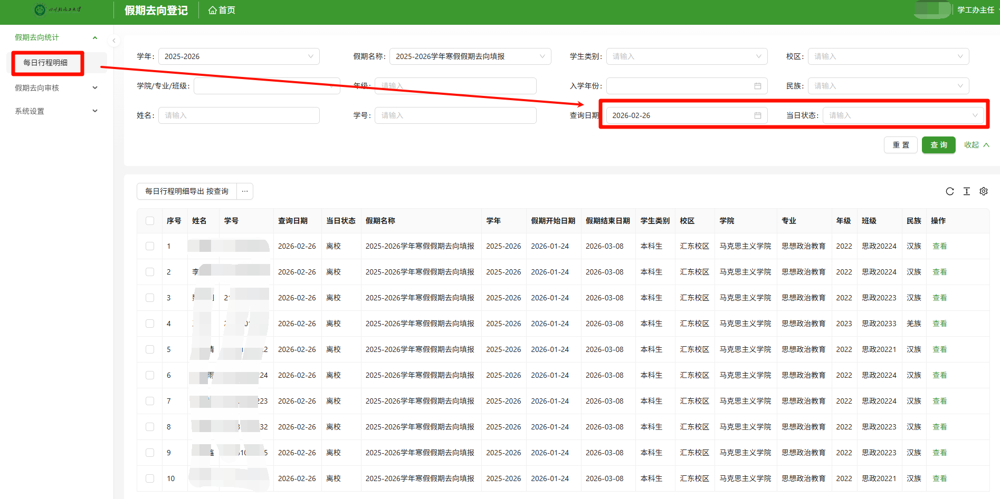 假期去向登记
首页
学工办主任
假期去向统计
每日行程明细
假期去向审核
系统设置
学年: 2025-2026
假期名称: 2025-2026学年寒假假期去向填报
学生类别: 请输入
校区: 请输入
学院/专业/班级:
年级: 请输入
入学年份:
民族: 请输入
姓名: 请输入
学号: 请输入
查询日期 2026-02-26
当日状态: 请输入
重 置 查 询 收起
每日行程明细导出 按查询 ...
序号 姓名 学号 查询日期 当日状态 假期名称 学年 假期开始日期 假期结束日期 学生类别 校区 学院 专业 年级 班级 民族 操作
1 2026-02-26 离校 2025-2026学年寒假假期去向填报 2025-2026 2026-01-24 2026-03-08 本科生 汇东校区 马克思主义学院 思想政治教育 2022 思政20224 汉族 查看
2 李 2026-02-26 离校 2025-2026学年寒假假期去向填报 2025-2026 2026-01-24 2026-03-08 本科生 汇东校区 马克思主义学院 思想政治教育 2022 思政20224 汉族 查看
3 2026-02-26 离校 2025-2026学年寒假假期去向填报 2025-2026 2026-01-24 2026-03-08 本科生 汇东校区 马克思主义学院 思想政治教育 2022 思政20223 汉族 查看
4 2026-02-26 离校 2025-2026学年寒假假期去向填报 2025-2026 2026-01-24 2026-03-08 本科生 汇东校区 马克思主义学院 思想政治教育 2023 思政20233 羌族 查看
5 2 2026-02-26 离校 2025-2026学年寒假假期去向填报 2025-2026 2026-01-24 2026-03-08 本科生 汇东校区 马克思主义学院 思想政治教育 2022 思政20221 汉族 查看
6 雨 24 2026-02-26 离校 2025-2026学年寒假假期去向填报 2025-2026 2026-01-24 2026-03-08 本科生 汇东校区 马克思主义学院 思想政治教育 2022 思政20224 汉族 查看
7 223 2026-02-26 离校 2025-2026学年寒假假期去向填报 2025-2026 2026-01-24 2026-03-08 本科生 汇东校区 马克思主义学院 思想政治教育 2022 思政20224 汉族 查看
8 32 2026-02-26 离校 2025-2026学年寒假假期去向填报 2025-2026 2026-01-24 2026-03-08 本科生 汇东校区 马克思主义学院 思想政治教育 2022 思政20223 汉族 查看
9 5 2026-02-26 离校 2025-2026学年寒假假期去向填报 2025-2026 2026-01-24 2026-03-08 本科生 汇东校区 马克思主义学院 思想政治教育 2022 思政20223 汉族 查看
10 2026-02-26 离校 2025-2026学年寒假假期去向填报 2025-2026 2026-01-24 2026-03-08 本科生 汇东校区 马克思主义学院 思想政治教育 2022 思政20221 汉族 查看